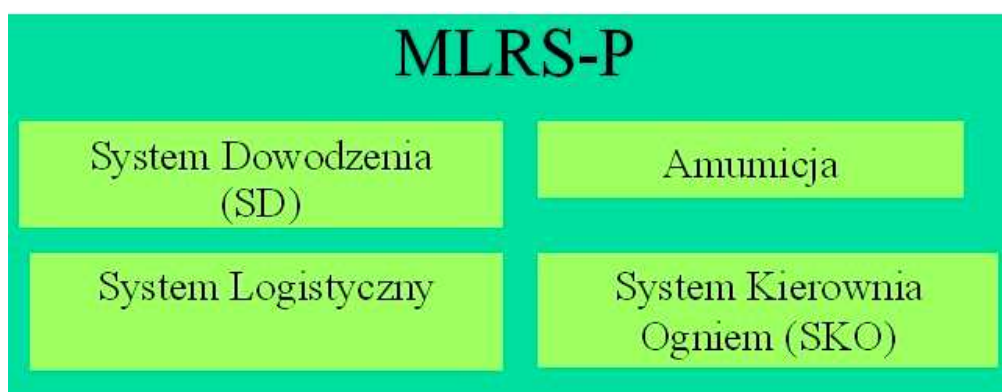 MLRS-P
System Dowodzenia
(SD)
Amumicja
System Logistyczny
System Kierownia
Ogniem (SKO)